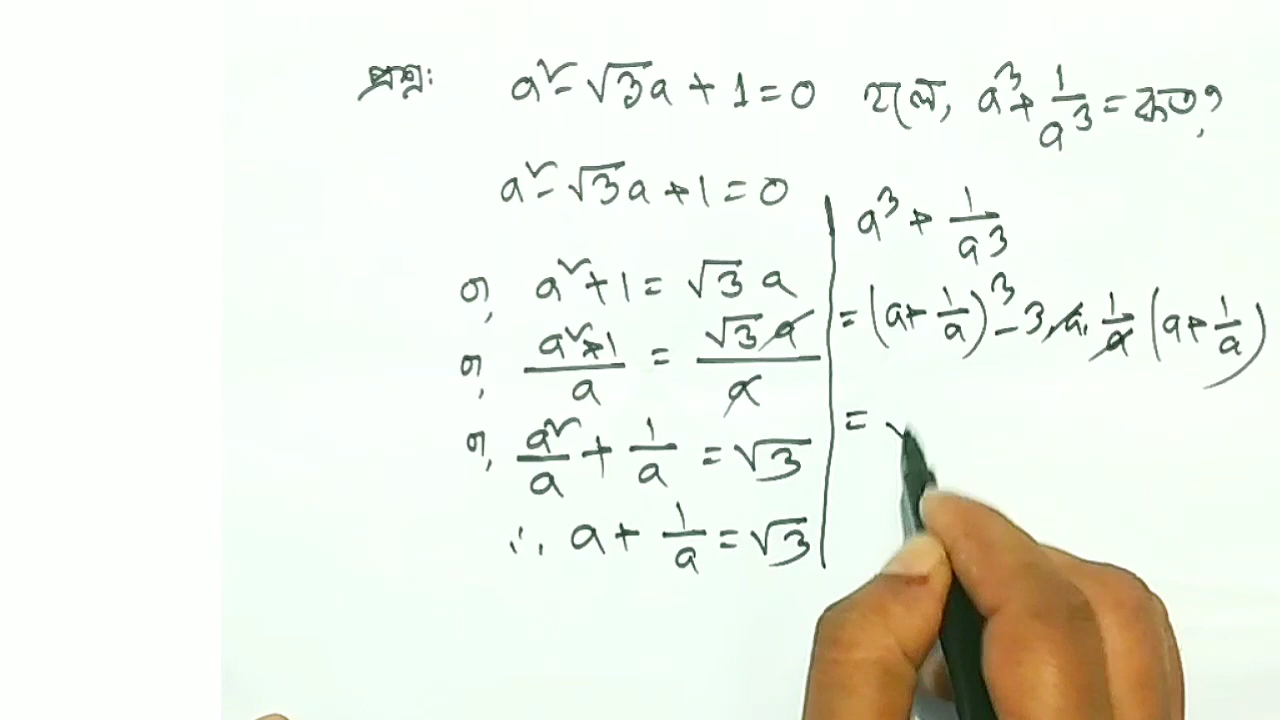 প্রশ্ন: a² - √3a + 1 = 0 হলে, a³ + 1/a³ = কত?
a² - √3a + 1 = 0
বা, a² + 1 = √3 a
বা, (a² + 1)/a = √3 a/a
বা, a²/a + 1/a = √3
∴ a + 1/a = √3
a³ + 1/a³
= (a + 1/a)³ - 3.a.1/a (a + 1/a)
=